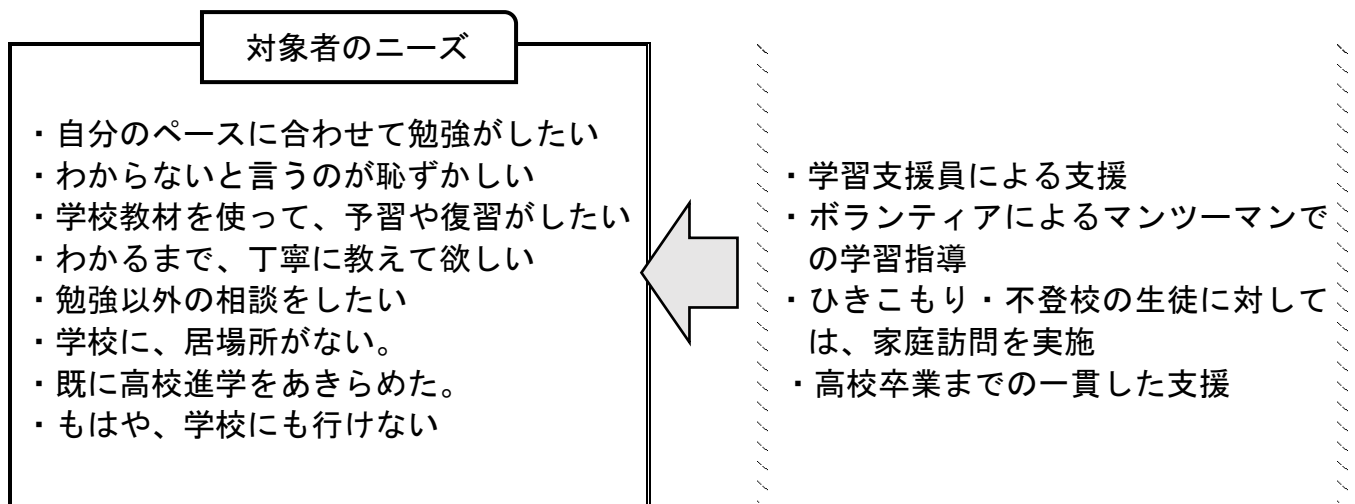 対象者のニーズ
・自分のペースに合わせて勉強がしたい
・わからないと言うのが恥ずかしい
・学校教材を使って、予習や復習がしたい
・わかるまで、丁寧に教えて欲しい
・勉強以外の相談をしたい
・学校に、居場所がない。
・既に高校進学をあきらめた。
・もはや、学校にも行けない
・学習支援員による支援
・ボランティアによるマンツーマンで
の学習指導
・ひきこもり・不登校の生徒に対して
は、家庭訪問を実施
・高校卒業までの一貫した支援